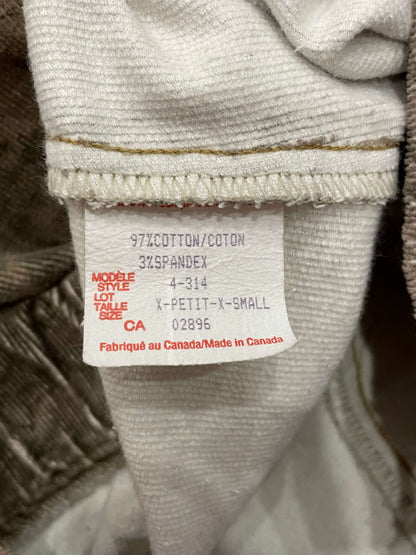 97%COTTON/COTON
3%SPANDEX
MODÈLE
STYLE 4-314
LOT
TAILLE X-PETIT-X-SMALL
SIZE
CA 02896
Fabriqué au Canada/Made in Canada